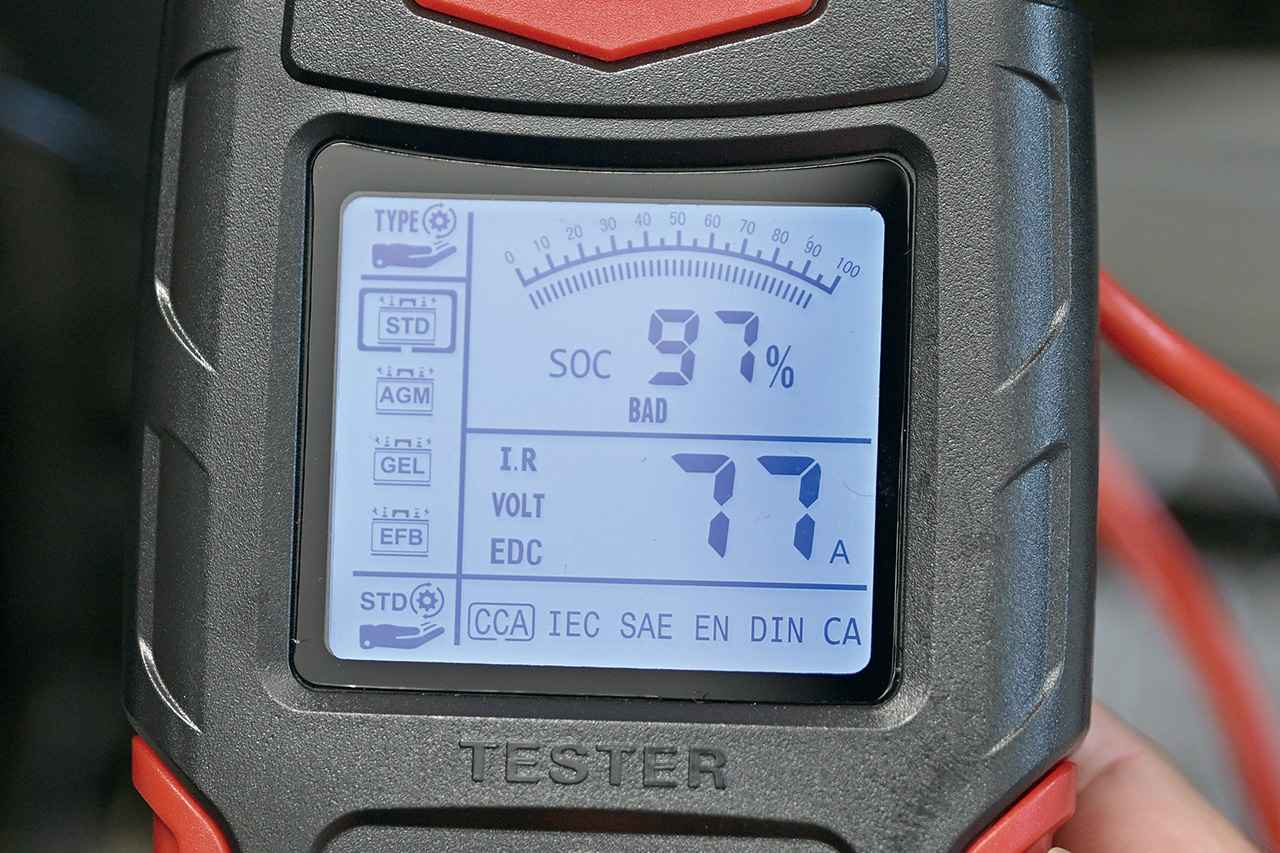 TYPE
STD
AGM
GEL
EFB
STD
0 10 20 30 40 50 60 70 80 90 100
SOC 97%
BAD
I.R
VOLT
EDC
77 A
CCA IEC SAE EN DIN CA
TESTER